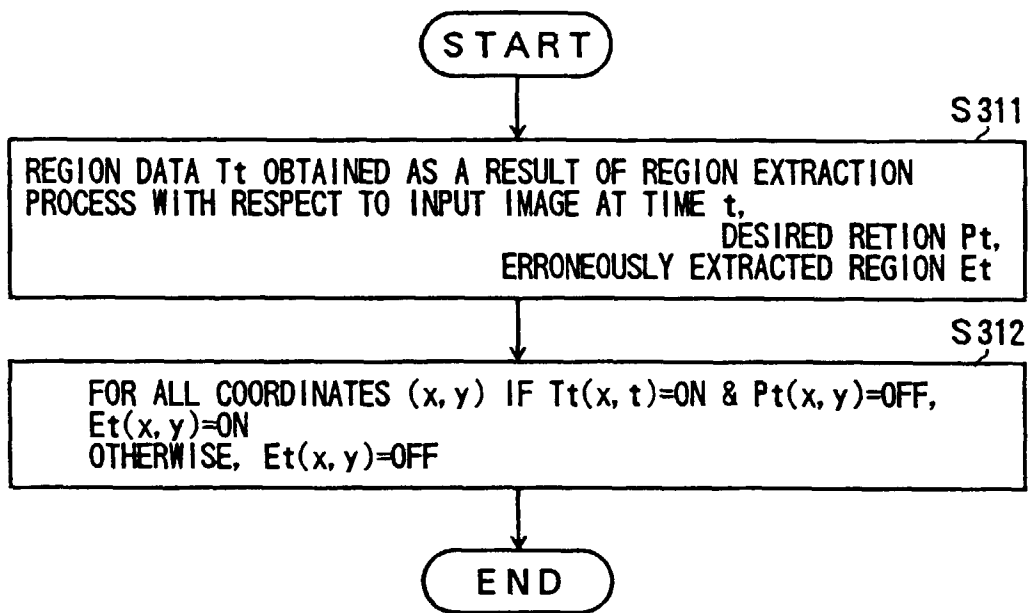 START
S311
REGION DATA Tt OBTAINED AS A RESULT OF REGION EXTRACTION
PROCESS WITH RESPECT TO INPUT IMAGE AT TIME t,
DESIRED RETION Pt,
ERRONEOUSLY EXTRACTED REGION Et
S312
FOR ALL COORDINATES (x,y) IF Tt(x,t)=ON & Pt(x,y)=OFF,
Et(x,y)=ON
OTHERWISE, Et(x,y)=OFF
END